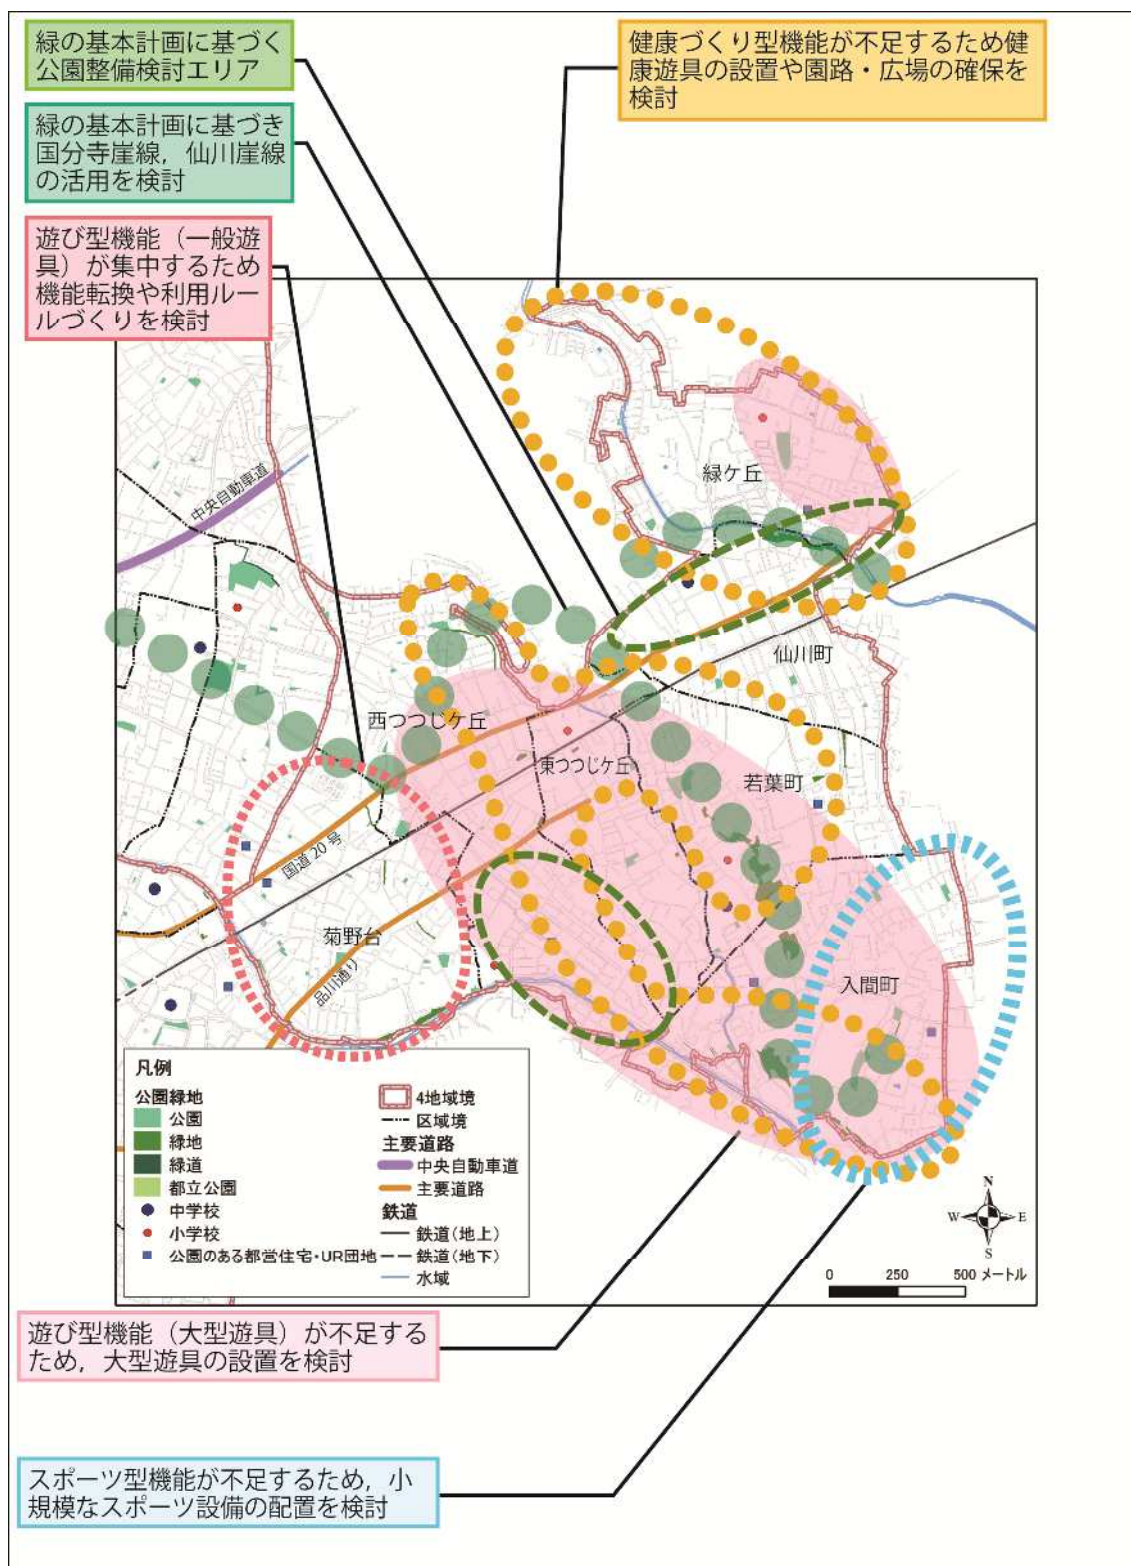 緑の基本計画に基づく
公園整備検討エリア
健康づくり型機能が不足するため健
康遊具の設置や園路・広場の確保を
検討
緑の基本計画に基づき
国分寺崖線，仙川崖線
の活用を検討
遊び型機能（一般遊
具）が集中するため
機能転換や利用ルー
ルづくりを検討
中央自動車道
緑ケ丘
仙川町
西つつじケ丘
東つつじケ丘
若葉町
国道20号
菊野台
品川通り
入間町
凡例
公園緑地
公園
緑地
緑道
都立公園
中学校
小学校
公園のある都営住宅・UR団地
4地域境
区域境
主要道路
中央自動車道
主要道路
鉄道
鉄道(地上)
鉄道(地下)
水域
N
W
E
S
0 250 500 メートル
遊び型機能（大型遊具）が不足する
ため，大型遊具の設置を検討
スポーツ型機能が不足するため，小
規模なスポーツ設備の配置を検討